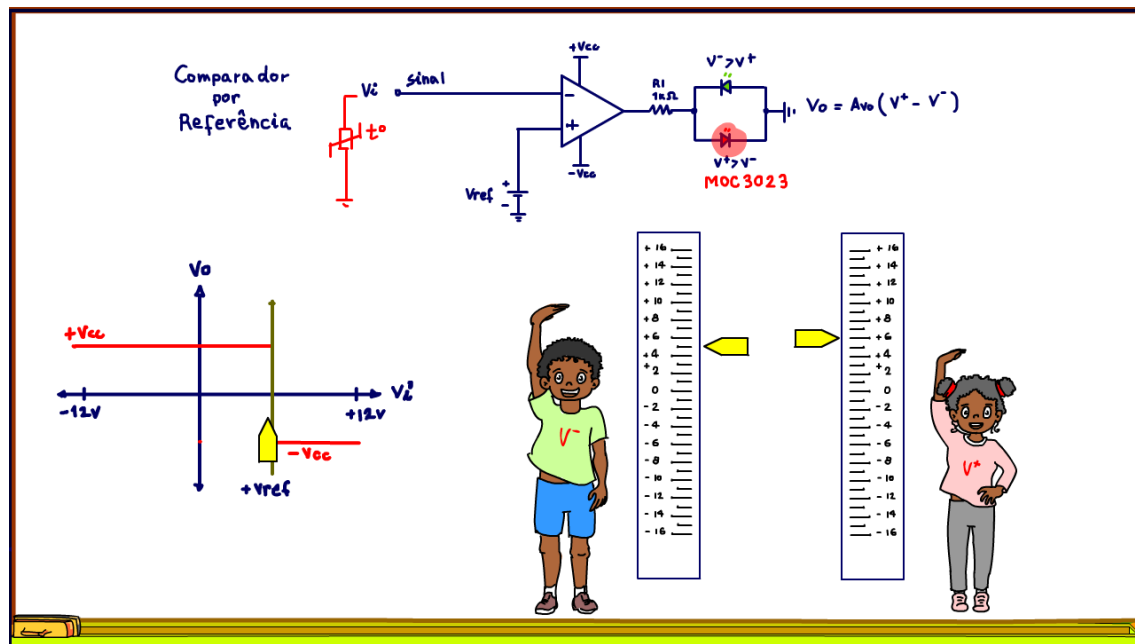 Comparador
por
Referência
Vi
sinal
t°
+Vcc
-
+
-Vcc
Vref
+
-
R1
1kΩ
V⁻>V⁺
V⁺>V⁻
MOC3023
Vo = Avo (V⁺ - V⁻)
Vo
+Vcc
-12V
+12V
Vi
-Vcc
+Vref
V⁻
+16
+14
+12
+10
+8
+6
+4
+2
0
-2
-4
-6
-8
-10
-12
-14
-16
+16
+14
+12
+10
+8
+6
+4
+2
0
-2
-4
-6
-8
-10
-12
-14
-16
V⁺